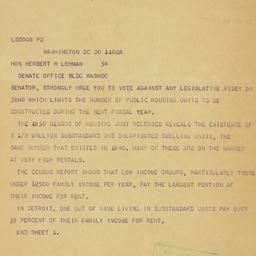 LSD008 PD
WASHINGTON DC 20 1102A
HON HERBERT H LEHMAN 54
SENATE OFFICE BLDG WASHDC
SENATOR, STRONGLY URGE YOU TO VOTE AGAINST ANY LEGISLATIVE RIDER ON
3880 WHICH LIMITS THE NUMBER OF PUBLIC HOUSING UNITS TO BE
CONSTRUCTED DURING THE NEXT FISCAL YEAR.
THE 1950 CENSUS OF HOUSING JUST RELEASED REVEALS THE EXISTENCE OF
2 1/2 MILLION SUBSTANDARD AND DILAPIDATED DWELLING UNITS, THE
SAME NUMBER THAT EXISTED IN 1940. MANY OF THESE ARE ON THE MARKET
AT VERY HIGH RENTALS.
THE CENSUS REPORT SHOWS THAT LOW INCOME GROUPS, PARTICULARLY THOSE
UNDER $2500 FAMILY INCOME PER YEAR, PAY THE LARGEST PORTION OF
THEIR INCOME FOR RENT.
IN DETROIT, ONE OUT OF NINE LIVING IN SUBSTANDARD UNITS PAY OVER
35 PERCENT OF THEIR FAMILY INCOME FOR RENT.
END SHEET 1.